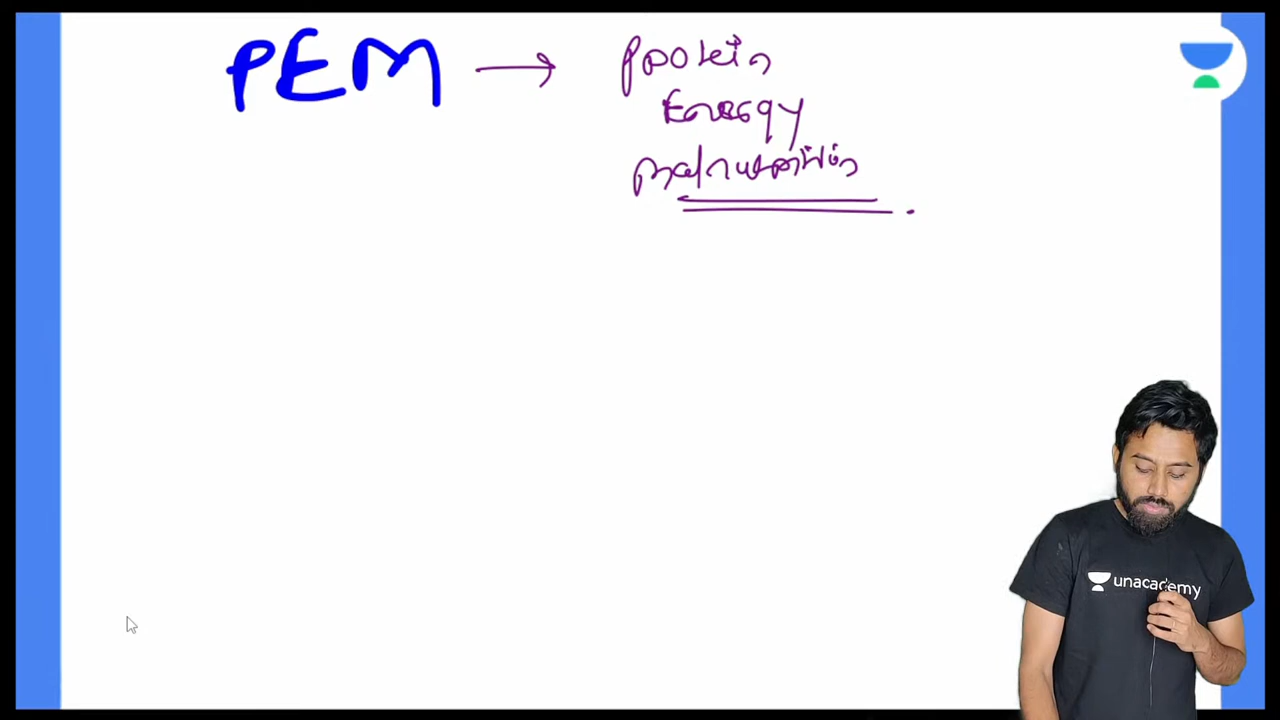 PEM → Protein
Energy
Malnutrition
unacademy